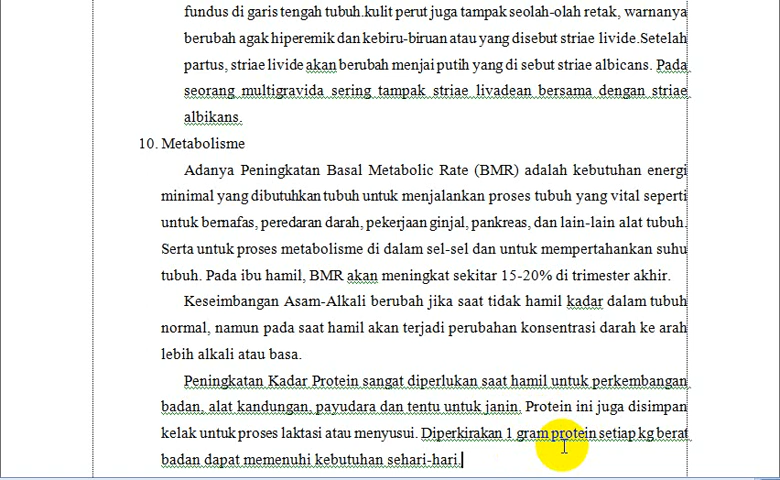 fundus di garis tengah tubuh.kulit perut juga tampak seolah-olah retak, warnanya
berubah agak hiperemik dan kebiru-biruan atau yang disebut striae livide.Setelah
partus, striae livide akan berubah menjai putih yang di sebut striae albicans. Pada
seorang multigravida sering tampak striae livadean bersama dengan striae
albikans.
10. Metabolisme
Adanya Peningkatan Basal Metabolic Rate (BMR) adalah kebutuhan energi
minimal yang dibutuhkan tubuh untuk menjalankan proses tubuh yang vital seperti
untuk bernafas, peredaran darah, pekerjaan ginjal, pankreas, dan lain-lain alat tubuh.
Serta untuk proses metabolisme di dalam sel-sel dan untuk mempertahankan suhu
tubuh. Pada ibu hamil, BMR akan meningkat sekitar 15-20% di trimester akhir.
Keseimbangan Asam-Alkali berubah jika saat tidak hamil kadar dalam tubuh
normal, namun pada saat hamil akan terjadi perubahan konsentrasi darah ke arah
lebih alkali atau basa.
Peningkatan Kadar Protein sangat diperlukan saat hamil untuk perkembangan
badan, alat kandungan, payudara dan tentu untuk janin. Protein ini juga disimpan
kelak untuk proses laktasi atau menyusui. Diperkirakan 1 gram protein setiap kg berat
badan dapat memenuhi kebutuhan sehari-hari.